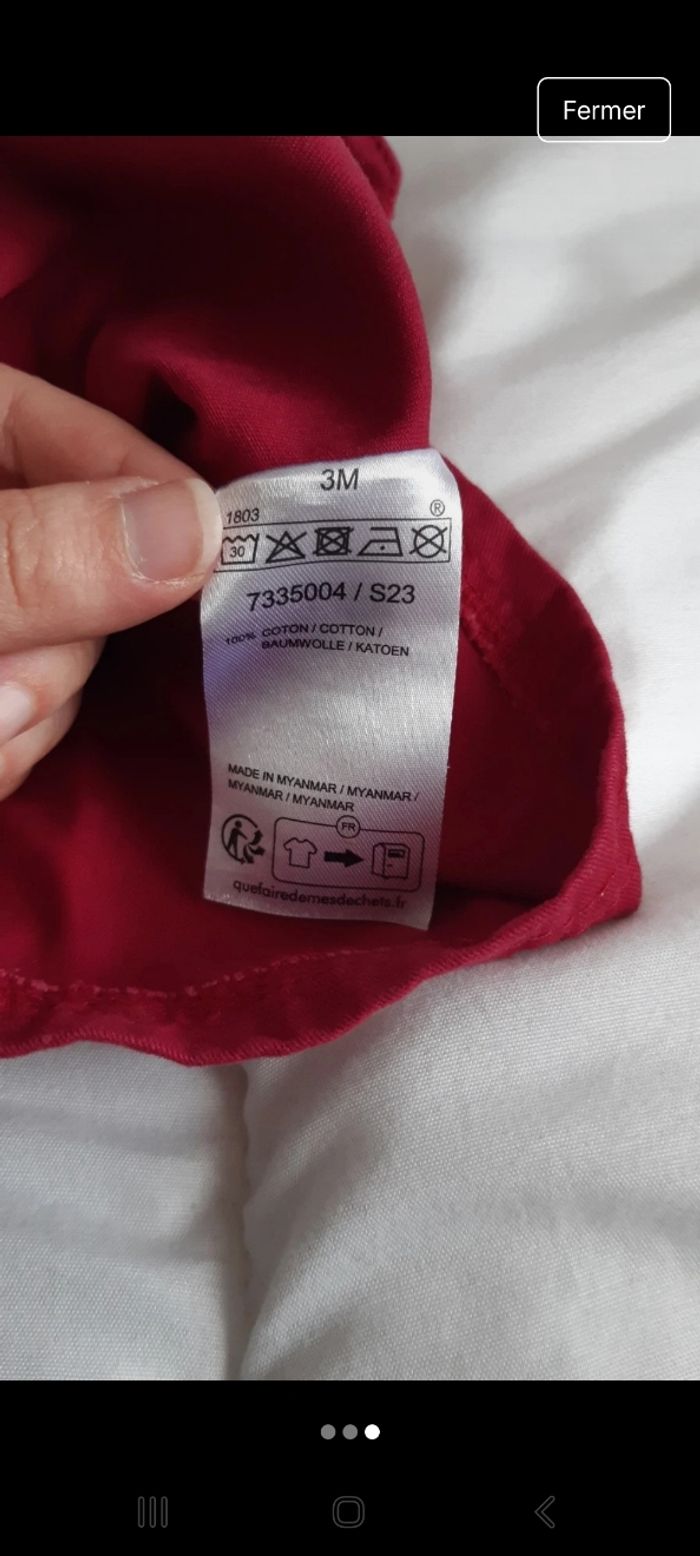 Fermer
3M
1803
®
30
7335004 / S23
100% COTON / COTTON /
BAUMWOLLE / KATOEN
MADE IN MYANMAR / MYANMAR /
MYANMAR / MYANMAR
FR
quefairedemesdechets.fr